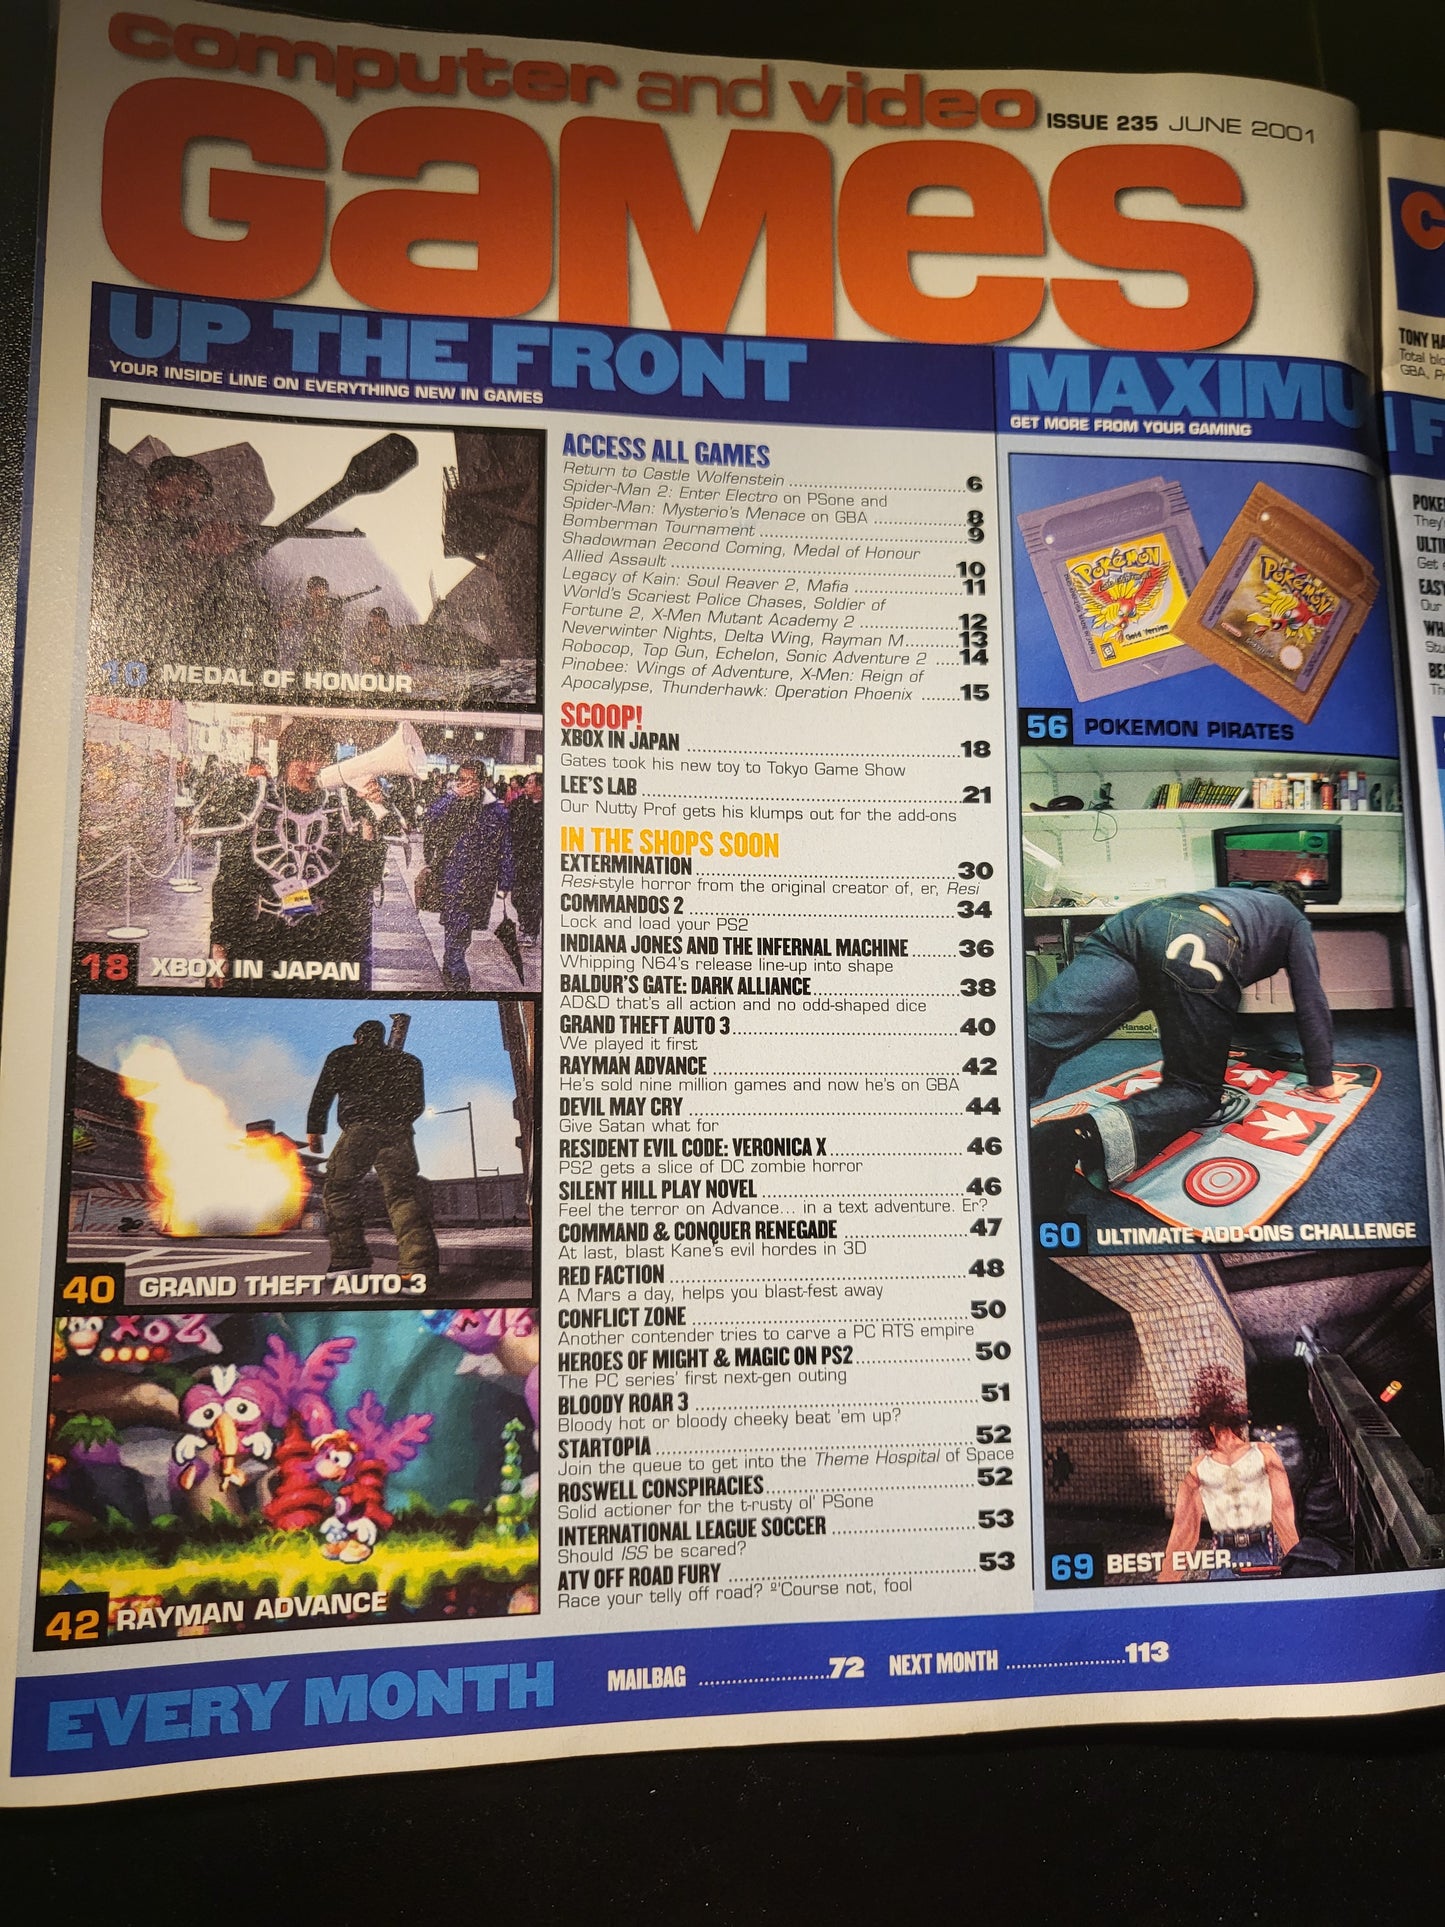 computer and video
Games
ISSUE 235 JUNE 2001
UP THE FRONT
YOUR INSIDE LINE ON EVERYTHING NEW IN GAMES
10 MEDAL OF HONOUR
18 XBOX IN JAPAN
40 GRAND THEFT AUTO 3
42 RAYMAN ADVANCE
ACCESS ALL GAMES
Return to Castle Wolfenstein ........ 6
Spider-Man 2: Enter Electro on PSone and
Spider-Man: Mysterio's Menace on GBA ........ 8
Bomberman Tournament ........ 9
Shadowman 2econd Coming, Medal of Honour
Allied Assault ........ 10
Legacy of Kain: Soul Reaver 2, Mafia ........ 11
World's Scariest Police Chases, Soldier of
Fortune 2, X-Men Mutant Academy 2 ........ 12
Neverwinter Nights, Delta Wing, Rayman M ........ 13
Robocop, Top Gun, Echelon, Sonic Adventure 2 .... 14
Pinobee: Wings of Adventure, X-Men: Reign of
Apocalypse, Thunderhawk: Operation Phoenix ........ 15
SCOOP!
XBOX IN JAPAN ........ 18
Gates took his new toy to Tokyo Game Show
LEE'S LAB ........ 21
Our Nutty Prof gets his klumps out for the add-ons
IN THE SHOPS SOON
EXTERMINATION ........ 30
Resi-style horror from the original creator of, er, Resi
COMMANDOS 2 ........ 34
Lock and load your PS2
INDIANA JONES AND THE INFERNAL MACHINE ........ 36
Whipping N64's release line-up into shape
BALDUR'S GATE: DARK ALLIANCE ........ 38
AD&D that's all action and no odd-shaped dice
GRAND THEFT AUTO 3 ........ 40
We played it first
RAYMAN ADVANCE ........ 42
He's sold nine million games and now he's on GBA
DEVIL MAY CRY ........ 44
Give Satan what for
RESIDENT EVIL CODE: VERONICA X ........ 46
PS2 gets a slice of DC zombie horror
SILENT HILL PLAY NOVEL ........ 46
Feel the terror on Advance... in a text adventure. Er?
COMMAND & CONQUER RENEGADE ........ 47
At last, blast Kane's evil hordes in 3D
RED FACTION ........ 48
A Mars a day, helps you blast-fest away
CONFLICT ZONE ........ 50
Another contender tries to carve a PC RTS empire
HEROES OF MIGHT & MAGIC ON PS2 ........ 50
The PC series' first next-gen outing
BLOODY ROAR 3 ........ 51
Bloody hot or bloody cheeky beat 'em up?
STARTOPIA ........ 52
Join the queue to get into the Theme Hospital of Space
ROSWELL CONSPIRACIES ........ 52
Solid actioner for the t-rusty ol' PSone
INTERNATIONAL LEAGUE SOCCER ........ 53
Should ISS be scared?
ATV OFF ROAD FURY ........ 53
Race your telly off road? 'Course not, fool
MAXIMU
GET MORE FROM YOUR GAMING
Pokémon
Gold Version
Pokémon
56 POKEMON PIRATES
Hansol
60 ULTIMATE ADD-ONS CHALLENGE
69 BEST EVER...
EVERY MONTH
MAILBAG ........ 72
NEXT MONTH ........ 113
TONY HA
Total blo
GBA, P
F
POKE
They'
ULTI
Get
EASY
Our
WH
Stu
BE
Th